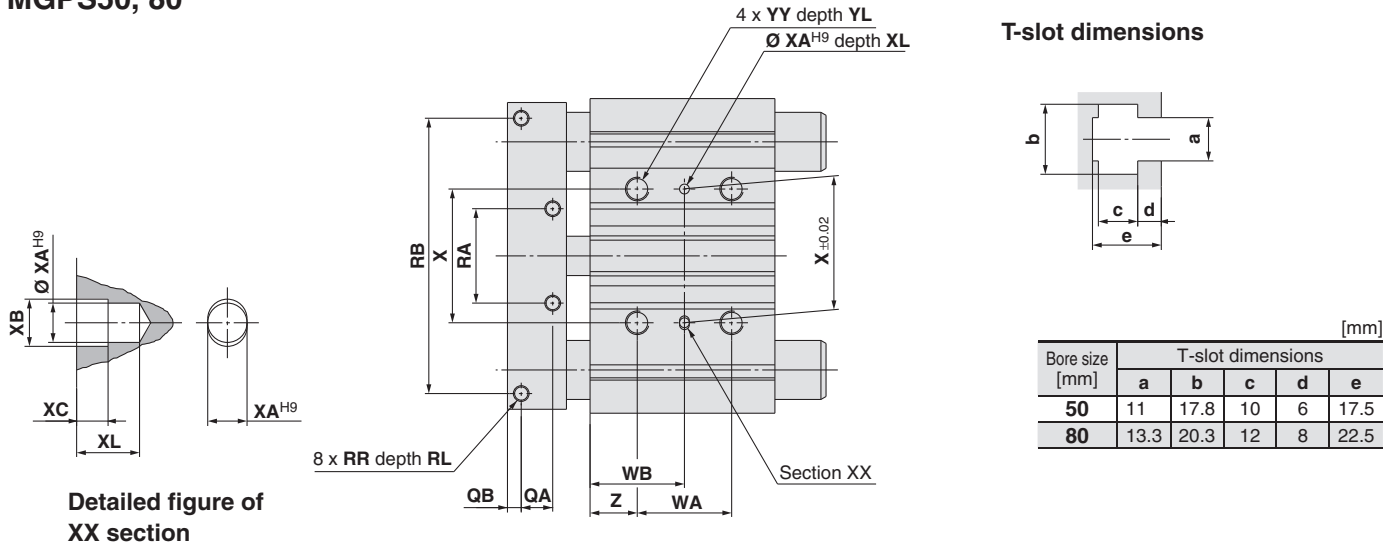 MGPS50, 80
4 x YY depth YL
Ø XAH9 depth XL
T-slot dimensions
b
a
c
d
e
RB
X
RA
X ±0.02
Ø XAH9
XB
XC
XL
XAH9
8 x RR depth RL
QB
QA
WB
Z
WA
Section XX
Detailed figure of
XX section
[mm]
Bore size
[mm]
T-slot dimensions
a b c d e
50 11 17.8 10 6 17.5
80 13.3 20.3 12 8 22.5